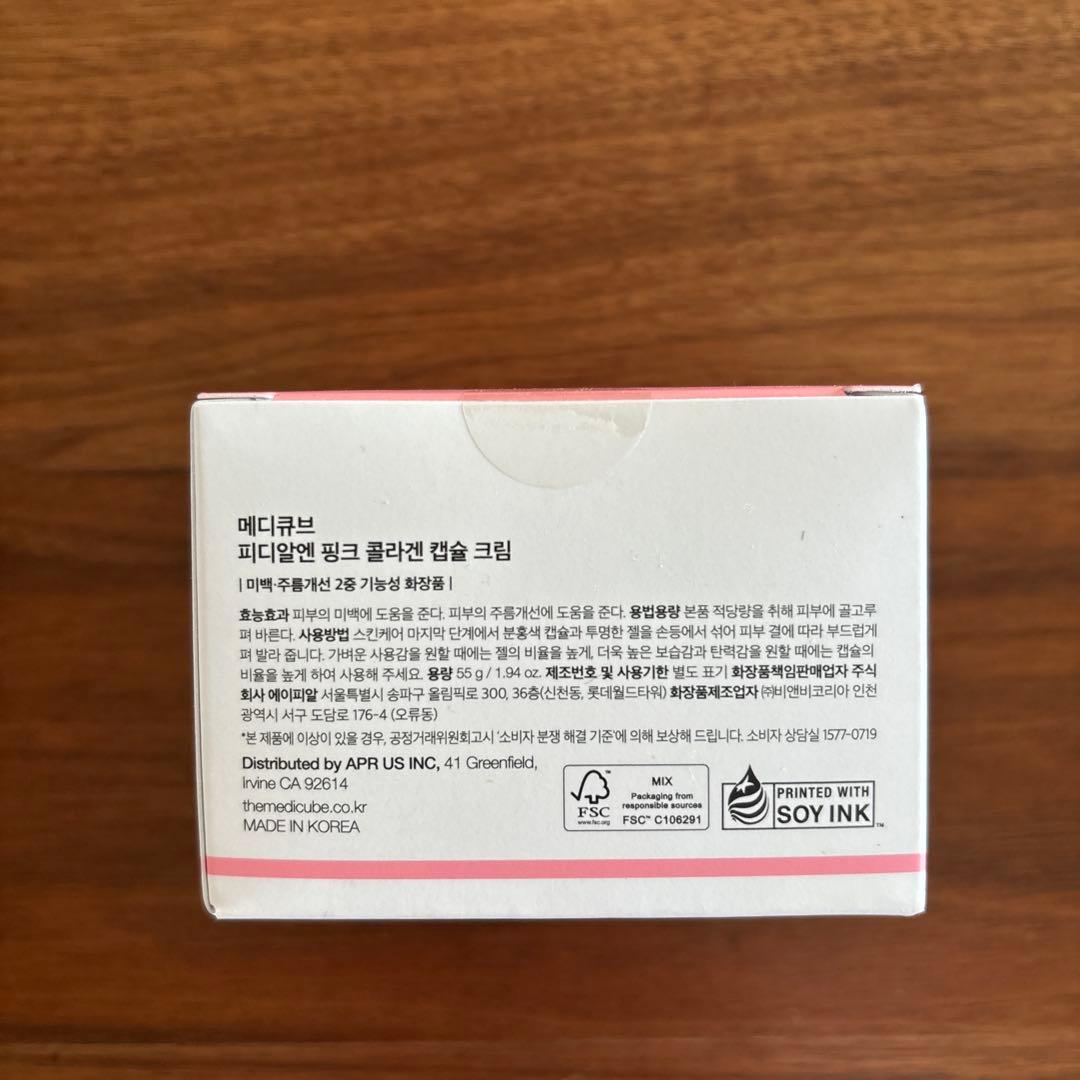 메디큐브
피디알엔 핑크 콜라겐 캡슐 크림
| 미백·주름개선 2중 기능성 화장품 |
효능효과 피부의 미백에 도움을 준다. 피부의 주름개선에 도움을 준다. 용법용량 본품 적당량을 취해 피부에 골고루
펴 바른다. 사용방법 스킨케어 마지막 단계에서 분홍색 캡슐과 투명한 젤을 손등에서 섞어 피부 결에 따라 부드럽게
펴 발라 줍니다. 가벼운 사용감을 원할 때에는 젤의 비율을 높게, 더욱 높은 보습감과 탄력감을 원할 때에는 캡슐의
비율을 높게 하여 사용해 주세요. 용량 55 g / 1.94 oz. 제조번호 및 사용기한 별도 표기 화장품책임판매업자 주식
회사 에이피알 서울특별시 송파구 올림픽로 300, 36층(신천동, 롯데월드타워) 화장품제조업자 ㈜비앤비코리아 인천
광역시 서구 도담로 176-4 (오류동)
*본 제품에 이상이 있을 경우, 공정거래위원회고시 '소비자 분쟁 해결 기준'에 의해 보상해 드립니다. 소비자 상담실 1577-0719
Distributed by APR US INC, 41 Greenfield,
Irvine CA 92614
themedicube.co.kr
MADE IN KOREA
FSC
www.fsc.org
MIX
Packaging from
responsible sources
FSC™ C106291
PRINTED WITH
SOY INK™